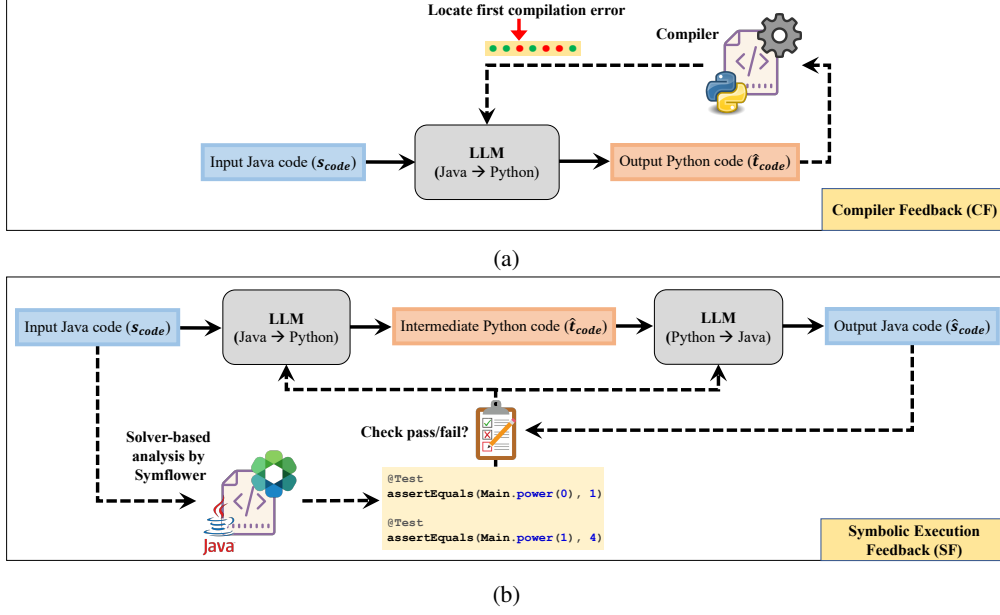 Locate first compilation error
Compiler
Input Java code (s_code)
LLM
(Java → Python)
Output Python code (t̂_code)
Compiler Feedback (CF)
(a)
Input Java code (s_code)
LLM
(Java → Python)
Intermediate Python code (t̂_code)
LLM
(Python → Java)
Output Java code (ŝ_code)
Solver-based
analysis by
Symflower
Check pass/fail?
Java
@Test
assertEquals(Main.power(0), 1)
@Test
assertEquals(Main.power(1), 4)
Symbolic Execution
Feedback (SF)
(b)